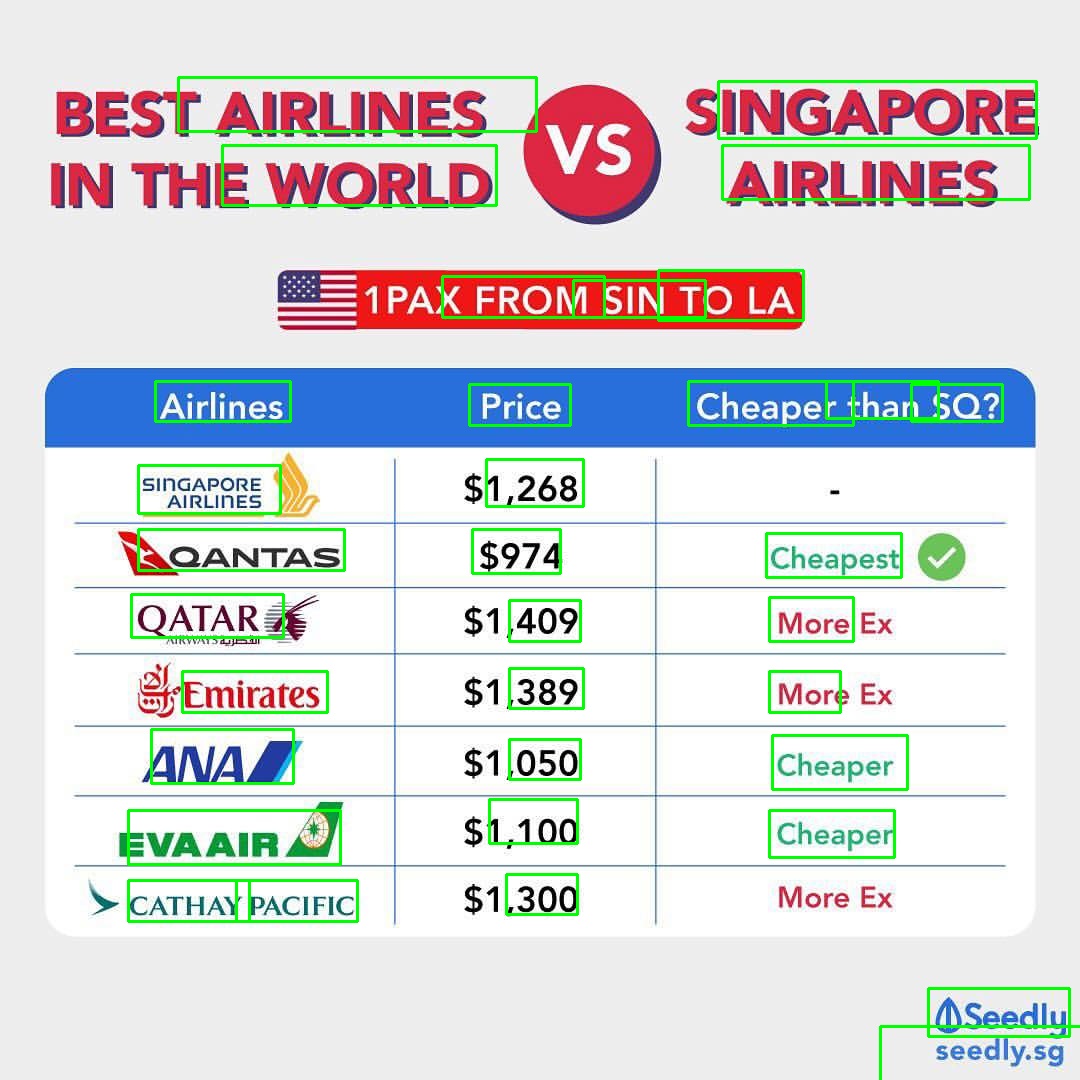 BEST AIRLINES
IN THE WORLD
VS
SINGAPORE
AIRLINES
1PAX FROM SIN TO LA
Airlines Price Cheaper than SQ?
SINGAPORE
AIRLINES $1,268 -
QANTAS $974 Cheapest
QATAR $1,409 More Ex
AIRWAYS القطرية
Emirates $1,389 More Ex
ANA $1,050 Cheaper
EVA AIR $1,100 Cheaper
CATHAY PACIFIC $1,300 More Ex
Seedly
seedly.sg